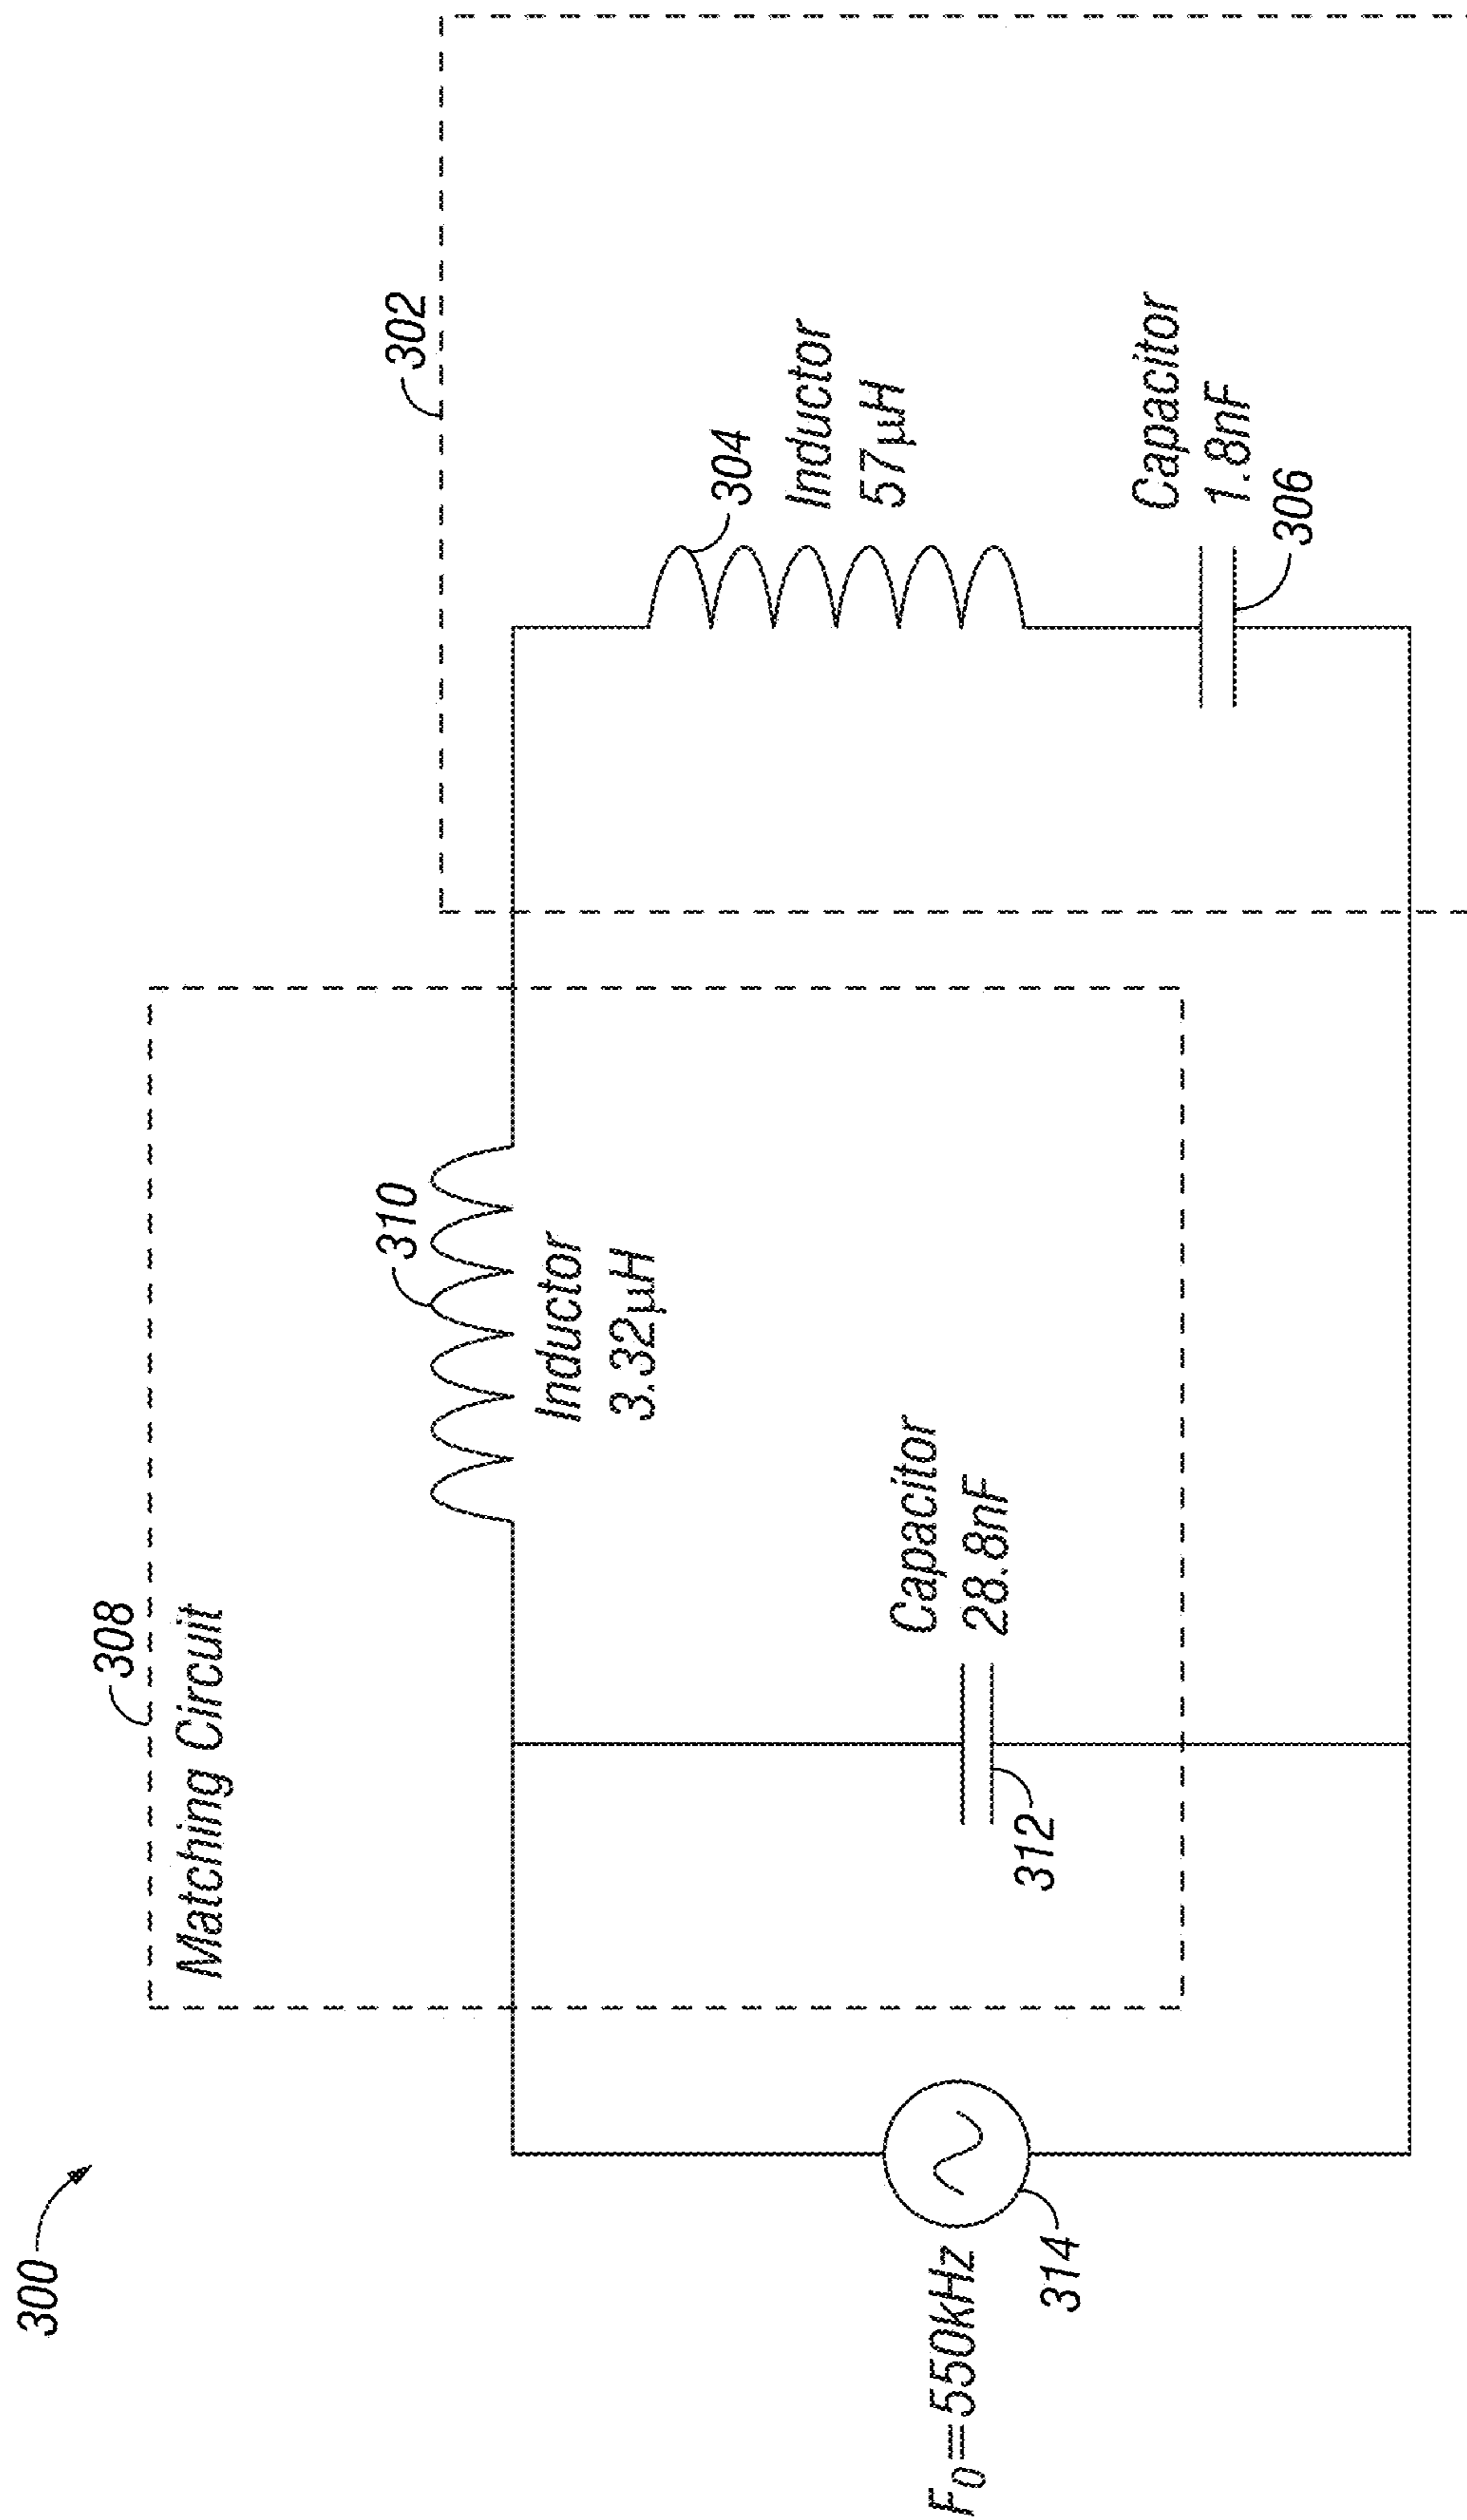 300
308
Matching Circuit
310
Inductor
3.32µH
Capacitor
28.8nF
312
F0=550kHz
314
302
304
Inductor
57µH
Capacitor
1.8nF
306